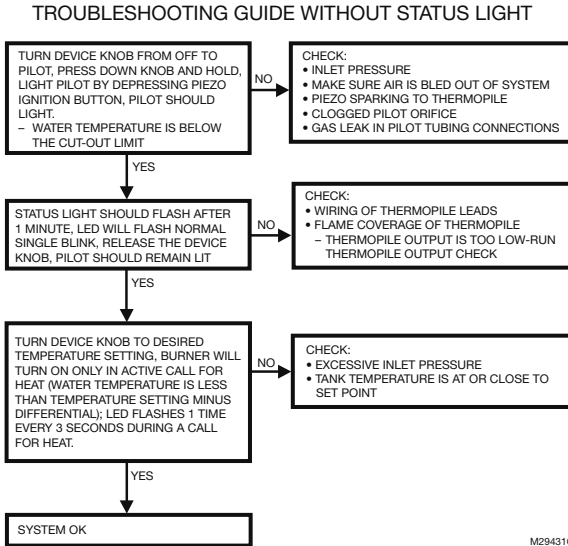 TROUBLESHOOTING GUIDE WITHOUT STATUS LIGHT
TURN DEVICE KNOB FROM OFF TO
PILOT, PRESS DOWN KNOB AND HOLD,
LIGHT PILOT BY DEPRESSING PIEZO
IGNITION BUTTON, PILOT SHOULD
LIGHT.
– WATER TEMPERATURE IS BELOW
THE CUT-OUT LIMIT
NO
CHECK:
• INLET PRESSURE
• MAKE SURE AIR IS BLED OUT OF SYSTEM
• PIEZO SPARKING TO THERMOPILE
• CLOGGED PILOT ORIFICE
• GAS LEAK IN PILOT TUBING CONNECTIONS
YES
STATUS LIGHT SHOULD FLASH AFTER
1 MINUTE, LED WILL FLASH NORMAL
SINGLE BLINK, RELEASE THE DEVICE
KNOB, PILOT SHOULD REMAIN LIT
NO
CHECK:
• WIRING OF THERMOPILE LEADS
• FLAME COVERAGE OF THERMOPILE
– THERMOPILE OUTPUT IS TOO LOW-RUN
THERMOPILE OUTPUT CHECK
YES
TURN DEVICE KNOB TO DESIRED
TEMPERATURE SETTING, BURNER WILL
TURN ON ONLY IN ACTIVE CALL FOR
HEAT (WATER TEMPERATURE IS LESS
THAN TEMPERATURE SETTING MINUS
DIFFERENTIAL); LED FLASHES 1 TIME
EVERY 3 SECONDS DURING A CALL
FOR HEAT.
NO
CHECK:
• EXCESSIVE INLET PRESSURE
• TANK TEMPERATURE IS AT OR CLOSE TO
SET POINT
YES
SYSTEM OK